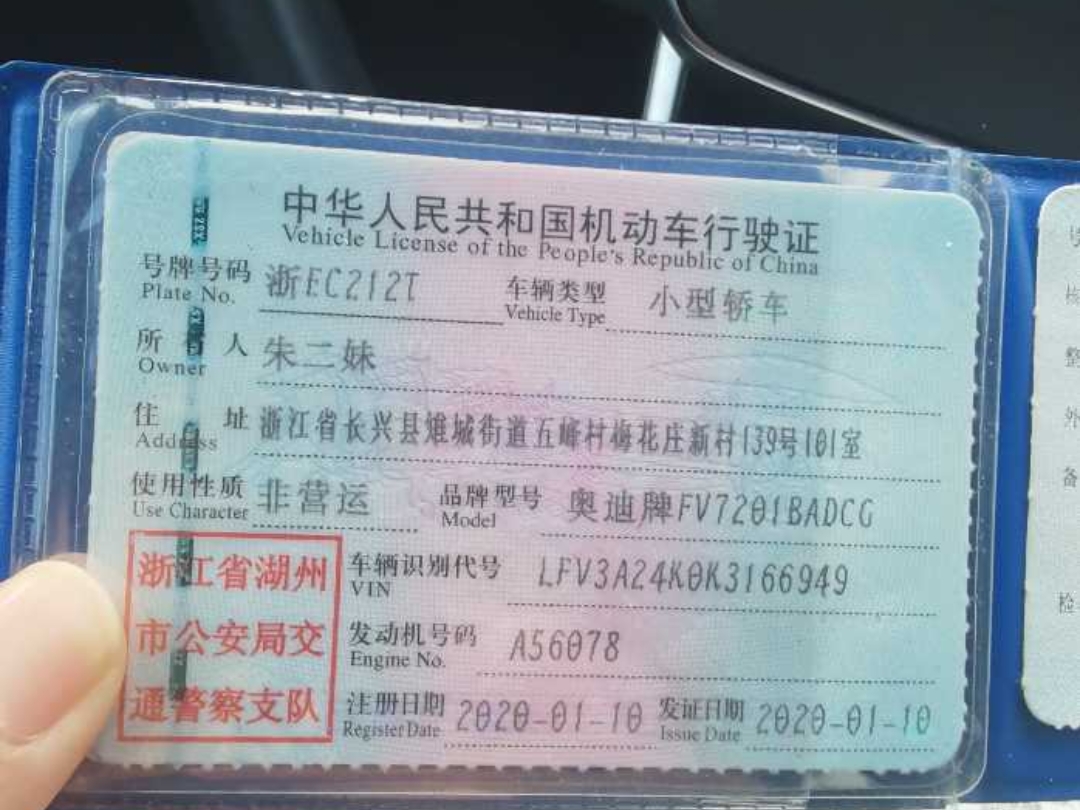 中华人民共和国机动车行驶证
Vehicle License of the People's Republic of China
号牌号码 浙EC212T 车辆类型 小型轿车
Plate No. Vehicle Type
所有人 朱二妹
Owner
住址 浙江省长兴县雉城街道五峰村梅花庄新村139号101室
Address
使用性质 非营运 品牌型号 奥迪牌FV7201BADCG
Use Character Model
浙江省湖州
市公安局交
通警察支队
车辆识别代号 LFV3A24K0K3166949
VIN
发动机号码 A56078
Engine No.
注册日期 2020-01-10 发证日期 2020-01-10
Register Date Issue Date
号
核
整
外
备
检